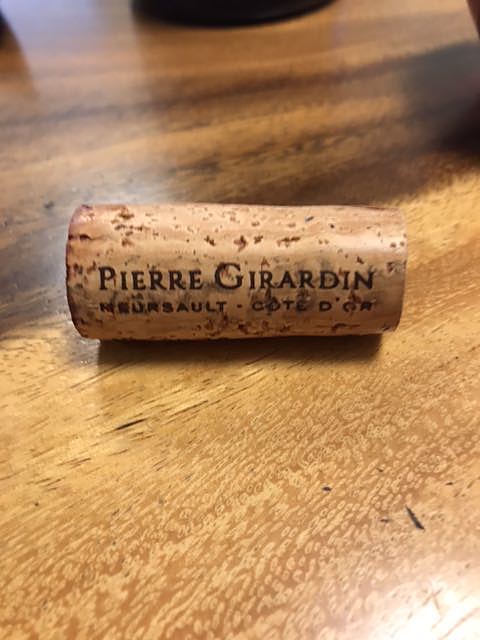 PIERRE GIRARDIN
MEURSAULT - CÔTE D'OR